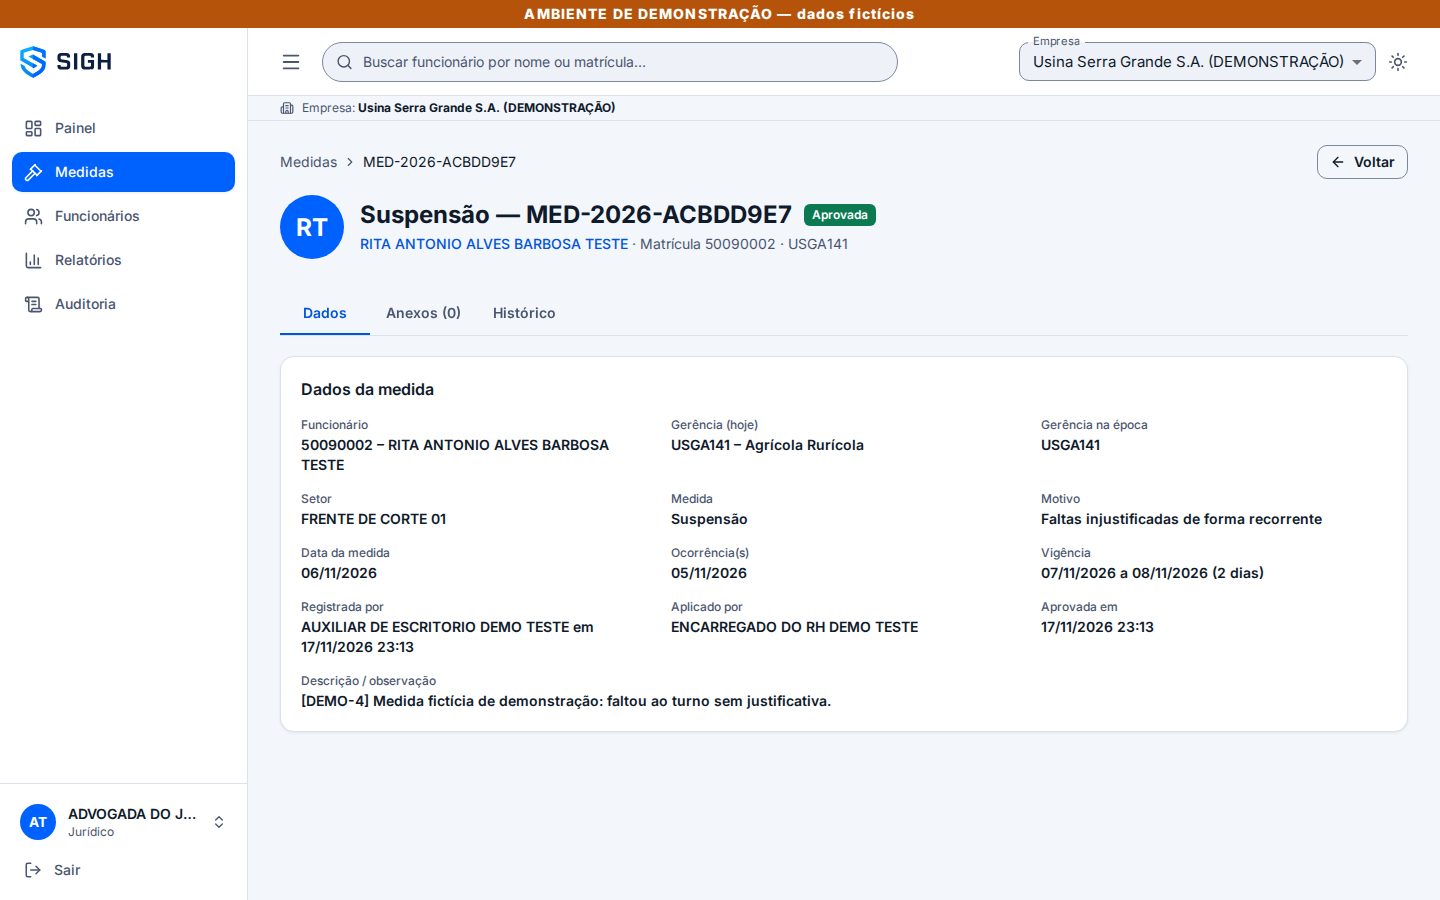 AMBIENTE DE DEMONSTRAÇÃO — dados fictícios
SIGH
Buscar funcionário por nome ou matrícula...
Empresa
Usina Serra Grande S.A. (DEMONSTRAÇÃO)
Empresa: Usina Serra Grande S.A. (DEMONSTRAÇÃO)
Painel
Medidas
Funcionários
Relatórios
Auditoria
Medidas > MED-2026-ACBDD9E7
Voltar
RT
Suspensão — MED-2026-ACBDD9E7
Aprovada
RITA ANTONIO ALVES BARBOSA TESTE · Matrícula 50090002 · USGA141
Dados
Anexos (0)
Histórico
Dados da medida
Funcionário
50090002 – RITA ANTONIO ALVES BARBOSA
TESTE
Gerência (hoje)
USGA141 – Agrícola Rurícola
Gerência na época
USGA141
Setor
FRENTE DE CORTE 01
Medida
Suspensão
Motivo
Faltas injustificadas de forma recorrente
Data da medida
06/11/2026
Ocorrência(s)
05/11/2026
Vigência
07/11/2026 a 08/11/2026 (2 dias)
Registrada por
AUXILIAR DE ESCRITORIO DEMO TESTE em
17/11/2026 23:13
Aplicado por
ENCARREGADO DO RH DEMO TESTE
Aprovada em
17/11/2026 23:13
Descrição / observação
[DEMO-4] Medida fictícia de demonstração: faltou ao turno sem justificativa.
AT
ADVOGADA DO J...
Jurídico
Sair